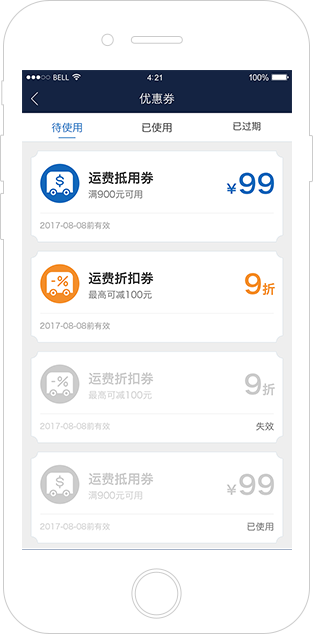 BELL 4:21 100%
优惠券
待使用 已使用 已过期
$ 运费抵用券 ¥99
满900元可用
2017-08-08前有效
-% 运费折扣券 9折
最高可减100元
2017-08-08前有效
-% 运费折扣券 9折
最高可减100元
2017-08-08前有效 失效
$ 运费抵用券 ¥99
满900元可用
2017-08-08前有效 已使用